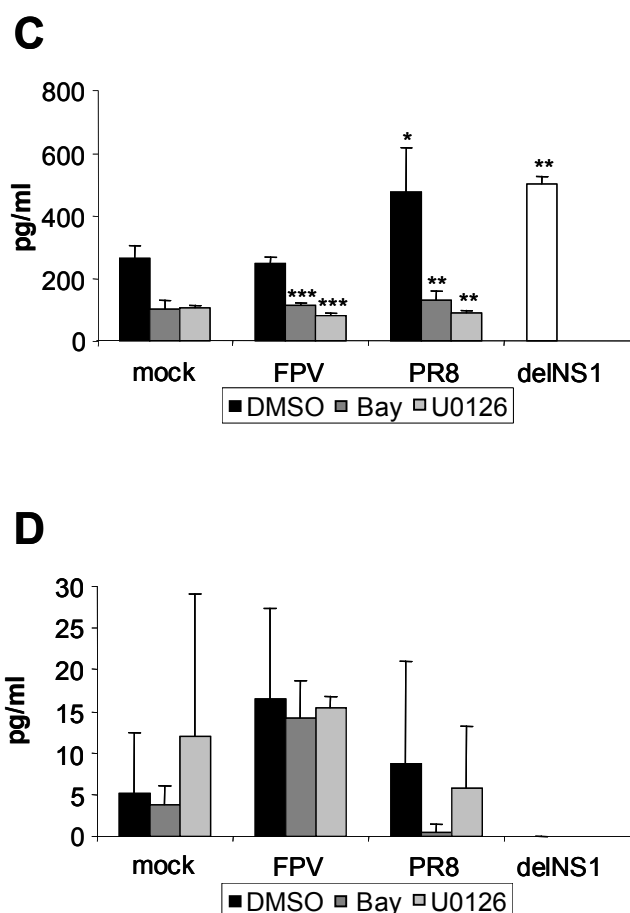 C
800
600
400
200
0
pg/ml
*
**
***
***
**
**
mock FPV PR8 delNS1
DMSO Bay U0126
D
30
25
20
15
10
5
0
pg/ml
mock FPV PR8 delNS1
DMSO Bay U0126